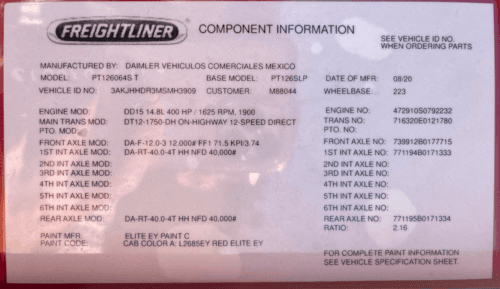 FREIGHTLINER COMPONENT INFORMATION
SEE VEHICLE ID NO.
WHEN ORDERING PARTS
MANUFACTURED BY: DAIMLER VEHICULOS COMERCIALES MEXICO
MODEL: PT126064S T BASE MODEL: PT126SLP DATE OF MFR: 08/20
VEHICLE ID NO: 3AKJHHDR3MSMH3909 CUSTOMER: M88044 WHEELBASE: 223
ENGINE MOD: DD15 14.8L 400 HP / 1625 RPM, 1900 ENGINE NO: 472910S0792232
MAIN TRANS MOD: DT12-1750-DH ON-HIGHWAY 12-SPEED DIRECT TRANS NO: 716320E0121780
PTO. MOD: PTO. NO:
FRONT AXLE MOD: DA-F-12.0-3 12,000# FF1 71.5 KPI/3.74 FRONT AXLE NO: 739912B0177715
1ST INT AXLE MOD: DA-RT-40.0-4T HH NFD 40,000# 1ST INT AXLE NO: 771194B0171333
2ND INT AXLE MOD: 2ND INT AXLE NO:
3RD INT AXLE MOD: 3RD INT AXLE NO:
4TH INT AXLE MOD: 4TH INT AXLE NO:
5TH INT AXLE MOD: 5TH INT AXLE NO:
6TH INT AXLE MOD: 6TH INT AXLE NO:
REAR AXLE MOD: DA-RT-40.0-4T HH NFD 40,000# REAR AXLE NO: 771195B0171334
RATIO: 2.16
PAINT MFR: ELITE EY PAINT C
PAINT CODE: CAB COLOR A: L2685EY RED ELITE EY
FOR COMPLETE PAINT INFORMATION
SEE VEHICLE SPECIFICATION SHEET.